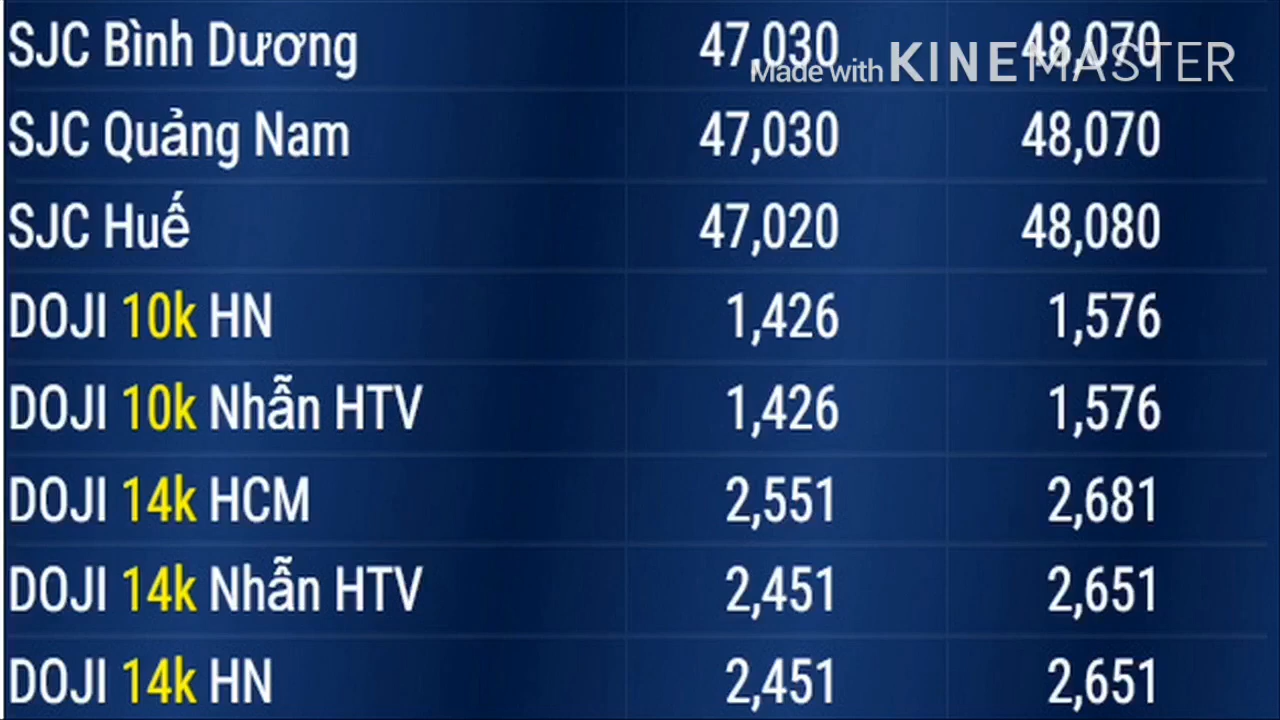 SJC Bình Dương 47,030 48,070
Made with KINEMASTER
SJC Quảng Nam 47,030 48,070
SJC Huế 47,020 48,080
DOJI 10k HN 1,426 1,576
DOJI 10k Nhẫn HTV 1,426 1,576
DOJI 14k HCM 2,551 2,681
DOJI 14k Nhẫn HTV 2,451 2,651
DOJI 14k HN 2,451 2,651